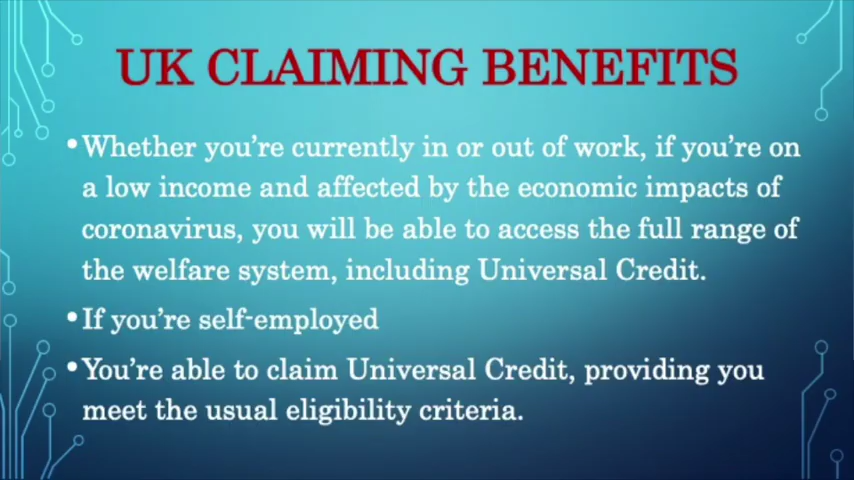 UK CLAIMING BENEFITS
•Whether you're currently in or out of work, if you're on
a low income and affected by the economic impacts of
coronavirus, you will be able to access the full range of
the welfare system, including Universal Credit.
•If you're self-employed
•You're able to claim Universal Credit, providing you
meet the usual eligibility criteria.